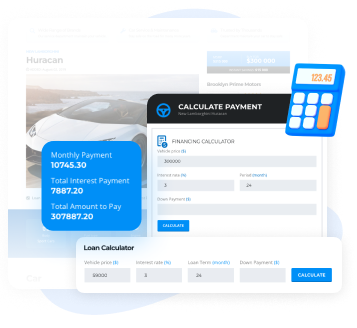 Huracan
$300 000
Brooklyn Prime Motors
123.45
CALCULATE PAYMENT
New Lamborghini Huracan
FINANCING CALCULATOR
Vehicle price ($)
300000
Interest rate (%)
Period(month)
3
24
Down Payment ($)
CALCULATE
Monthly Payment
10745.30
Total Interest Payment
7887.20
Total Amount to Pay
307887.20
Loan Calculator
Vehicle price ($)
Interest rate (%)
Loan Term (month)
Down Payment ($)
59000
3
24
CALCULATE